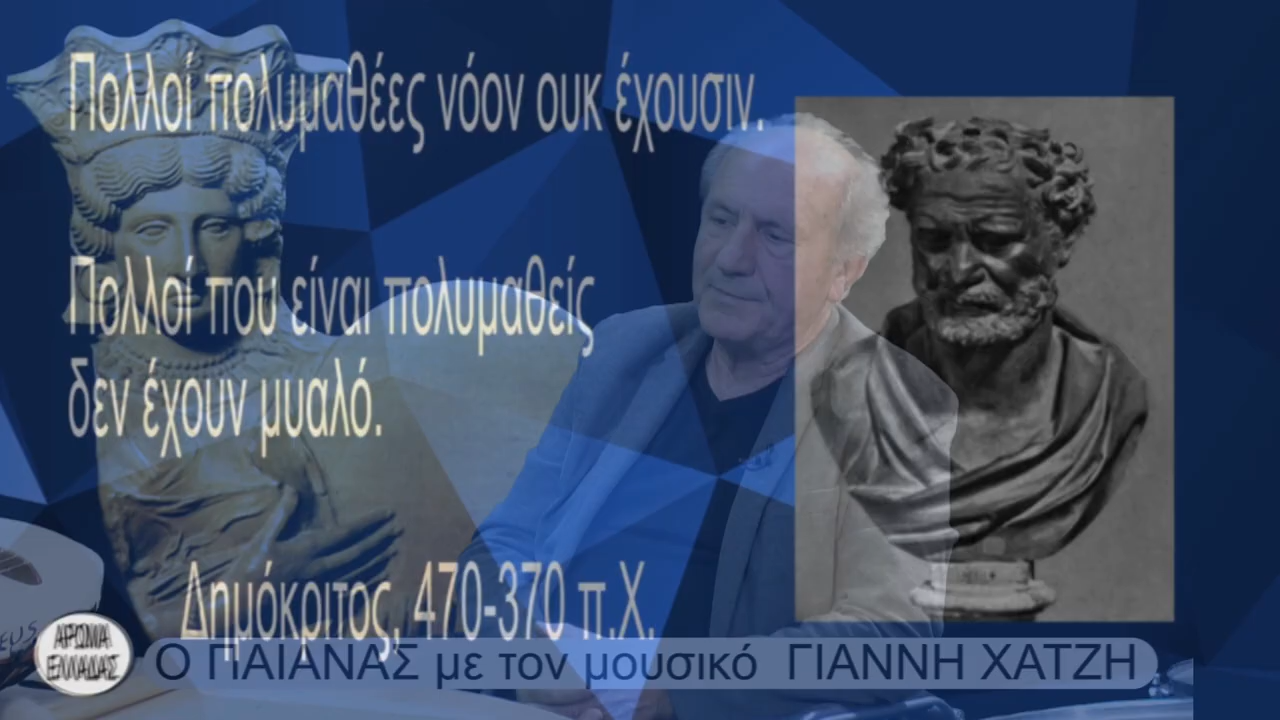 Πολλοί πολυμαθέες νόον ουκ έχουσιν.
Πολλοί που είναι πολυμαθείς
δεν έχουν μυαλό.
Δημόκριτος, 470-370 π.Χ.
ΑΡΩΜΑ
ΕΛΛΑΔΑΣ
Ο ΠΑΙΑΝΑΣ με τον μουσικό ΓΙΑΝΝΗ ΧΑΤΖΗ